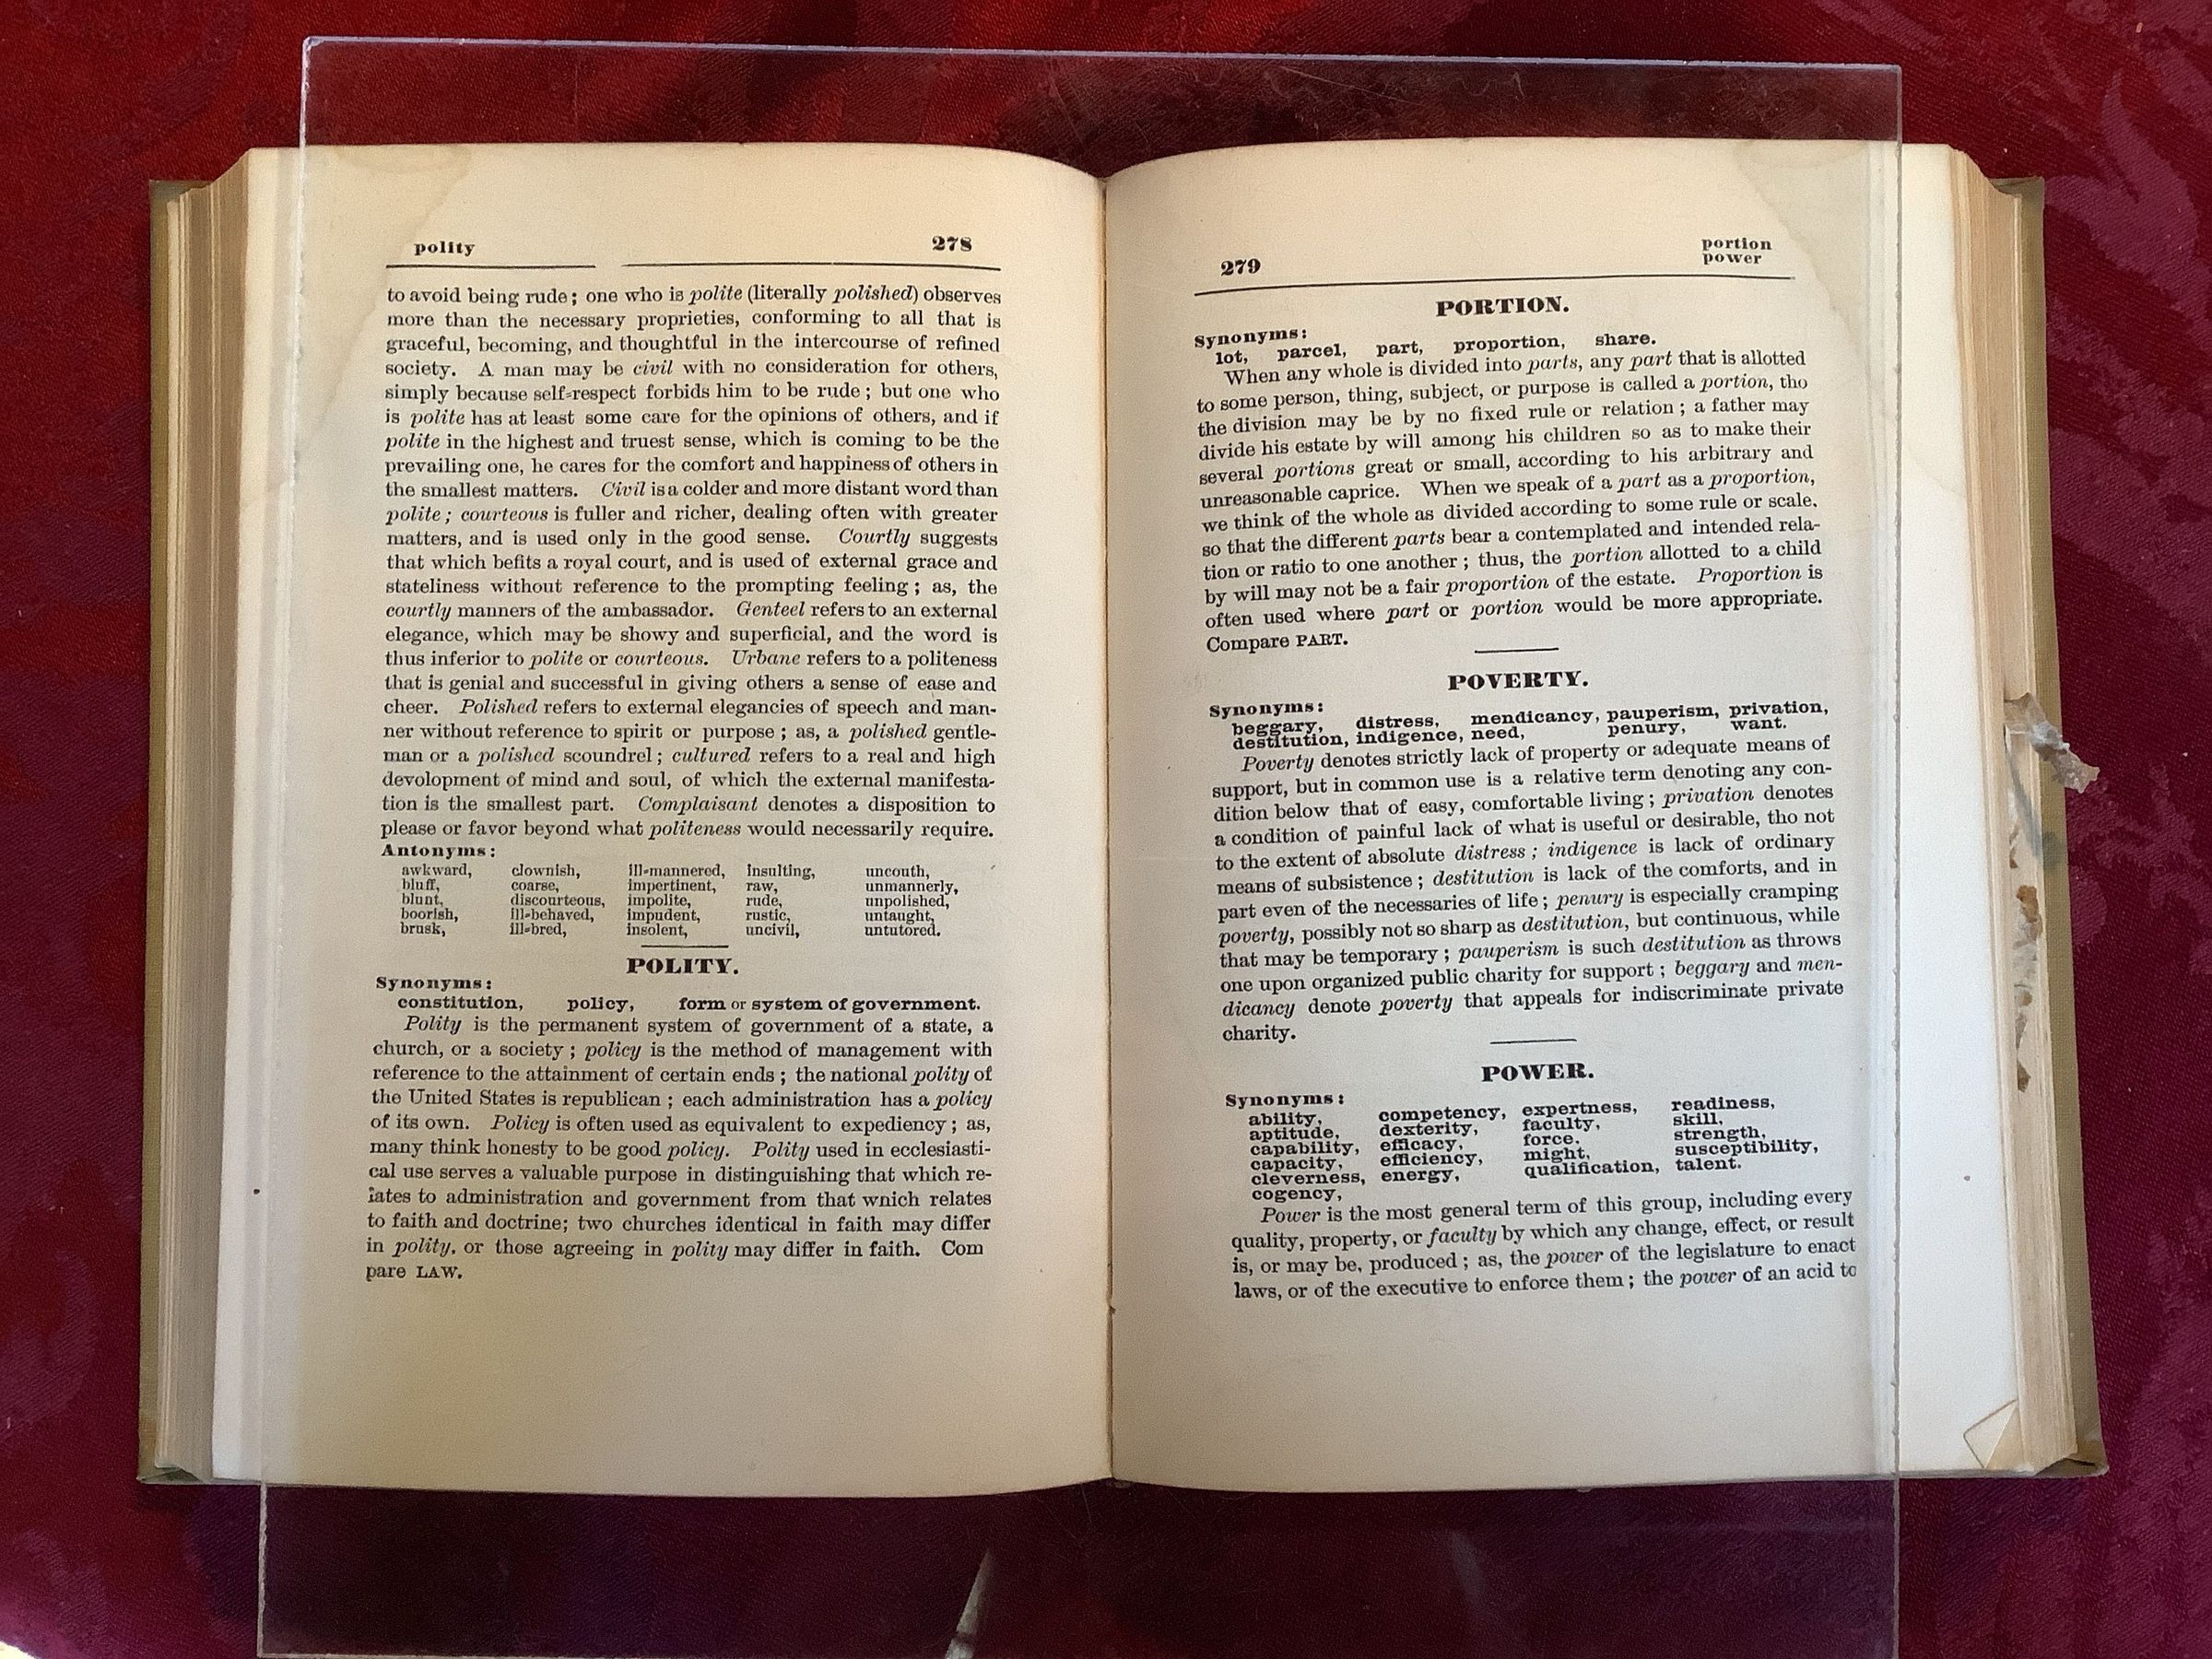 polity 278
to avoid being rude; one who is polite (literally polished) observes
more than the necessary proprieties, conforming to all that is
graceful, becoming, and thoughtful in the intercourse of refined
society. A man may be civil with no consideration for others,
simply because self=respect forbids him to be rude; but one who
is polite has at least some care for the opinions of others, and if
polite in the highest and truest sense, which is coming to be the
prevailing one, he cares for the comfort and happiness of others in
the smallest matters. Civil is a colder and more distant word than
polite; courteous is fuller and richer, dealing often with greater
matters, and is used only in the good sense. Courtly suggests
that which befits a royal court, and is used of external grace and
stateliness without reference to the prompting feeling; as, the
courtly manners of the ambassador. Genteel refers to an external
elegance, which may be showy and superficial, and the word is
thus inferior to polite or courteous. Urbane refers to a politeness
that is genial and successful in giving others a sense of ease and
cheer. Polished refers to external elegancies of speech and man-
ner without reference to spirit or purpose; as, a polished gentle-
man or a polished scoundrel; cultured refers to a real and high
devolopment of mind and soul, of which the external manifesta-
tion is the smallest part. Complaisant denotes a disposition to
please or favor beyond what politeness would necessarily require.
Antonyms:
awkward, clownish, ill=mannered, insulting, uncouth,
bluff, coarse, impertinent, raw, unmannerly,
blunt, discourteous, impolite, rude, unpolished,
boorish, ill=behaved, impudent, rustic, untaught,
brusk, ill=bred, insolent, uncivil, untutored.
POLITY.
Synonyms:
constitution, policy, form or system of government.
Polity is the permanent system of government of a state, a
church, or a society; policy is the method of management with
reference to the attainment of certain ends; the national polity of
the United States is republican; each administration has a policy
of its own. Policy is often used as equivalent to expediency; as,
many think honesty to be good policy. Polity used in ecclesiasti-
cal use serves a valuable purpose in distinguishing that which re-
lates to administration and government from that which relates
to faith and doctrine; two churches identical in faith may differ
in polity, or those agreeing in polity may differ in faith. Com
pare LAW.
279 portion
power
PORTION.
Synonyms:
lot, parcel, part, proportion, share.
When any whole is divided into parts, any part that is allotted
to some person, thing, subject, or purpose is called a portion, tho
the division may be by no fixed rule or relation; a father may
divide his estate by will among his children so as to make their
several portions great or small, according to his arbitrary and
unreasonable caprice. When we speak of a part as a proportion,
we think of the whole as divided according to some rule or scale,
so that the different parts bear a contemplated and intended rela-
tion or ratio to one another; thus, the portion allotted to a child
by will may not be a fair proportion of the estate. Proportion is
often used where part or portion would be more appropriate.
Compare PART.
POVERTY.
Synonyms:
beggary, distress, mendicancy, pauperism, privation,
destitution, indigence, need, penury, want.
Poverty denotes strictly lack of property or adequate means of
support, but in common use is a relative term denoting any con-
dition below that of easy, comfortable living; privation denotes
a condition of painful lack of what is useful or desirable, tho not
to the extent of absolute distress; indigence is lack of ordinary
means of subsistence; destitution is lack of the comforts, and in
part even of the necessaries of life; penury is especially cramping
poverty, possibly not so sharp as destitution, but continuous, while
that may be temporary; pauperism is such destitution as throws
one upon organized public charity for support; beggary and men-
dicancy denote poverty that appeals for indiscriminate private
charity.
POWER.
Synonyms:
ability, competency, expertness, readiness,
aptitude, dexterity, faculty, skill,
capability, efficacy, force, strength,
capacity, efficiency, might, susceptibility,
cleverness, energy, qualification, talent.
cogency,
Power is the most general term of this group, including every
quality, property, or faculty by which any change, effect, or result
is, or may be, produced; as, the power of the legislature to enact
laws, or of the executive to enforce them; the power of an acid to